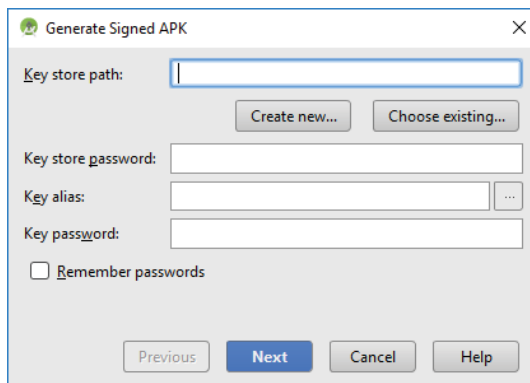 Generate Signed APK
Key store path:
Create new... Choose existing...
Key store password:
Key alias: ...
Key password:
Remember passwords
Previous Next Cancel Help